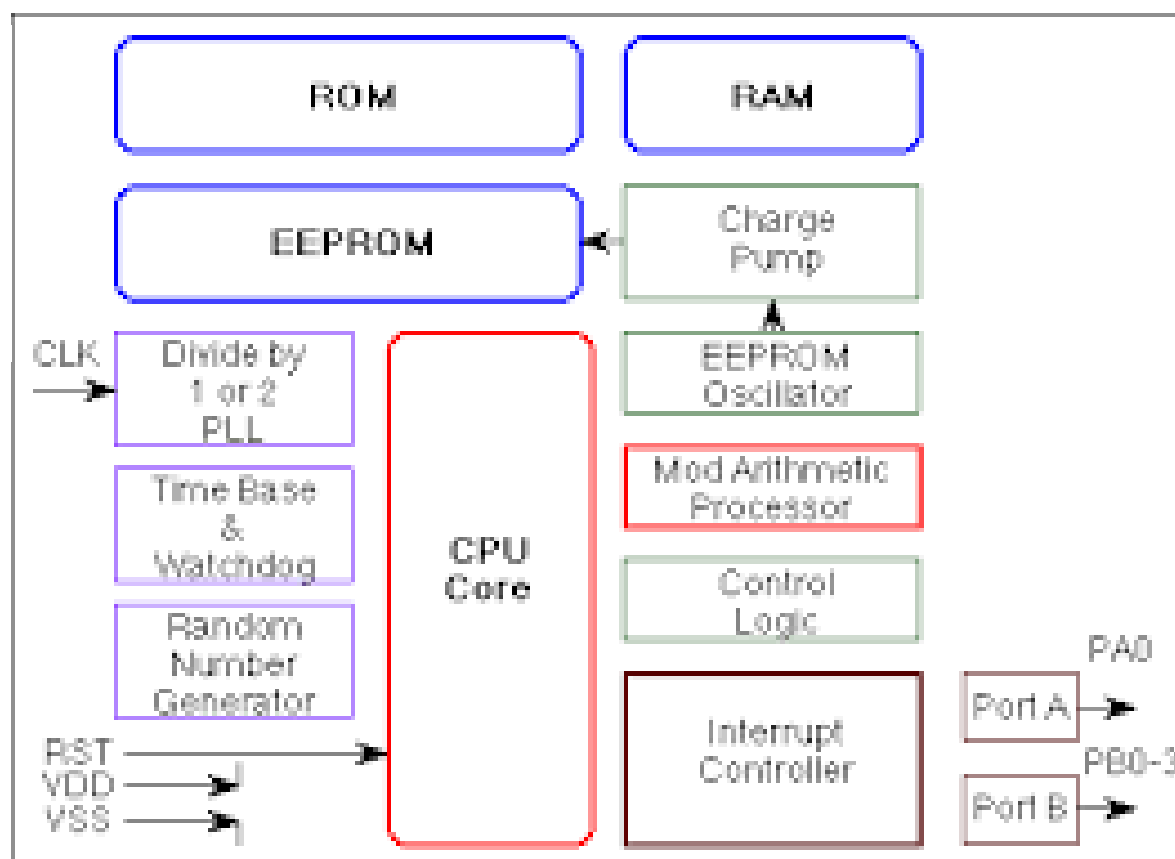 ROM
RAM
EEPROM
Charge
Pump
CLK
Divide by
1 or 2
PLL
EEPROM
Oscillator
Time Base
&
Watchdog
CPU
Core
Mod Arithmetic
Processor
Control
Logic
Random
Number
Generator
RST
VDD
VSS
Interrupt
Controller
PA0
Port A
PB0-3
Port B